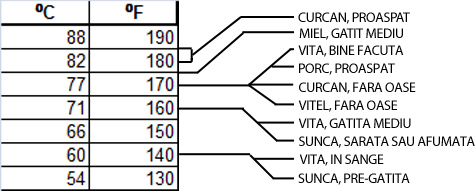 ºC ºF
88 190
82 180
77 170
71 160
66 150
60 140
54 130
CURCAN, PROASPAT
MIEL, GATIT MEDIU
VITA, BINE FACUTA
PORC, PROASPAT
CURCAN, FARA OASE
VITEL, FARA OASE
VITA, GATITA MEDIU
SUNCA, SARATA SAU AFUMATA
VITA, IN SANGE
SUNCA, PRE-GATITA